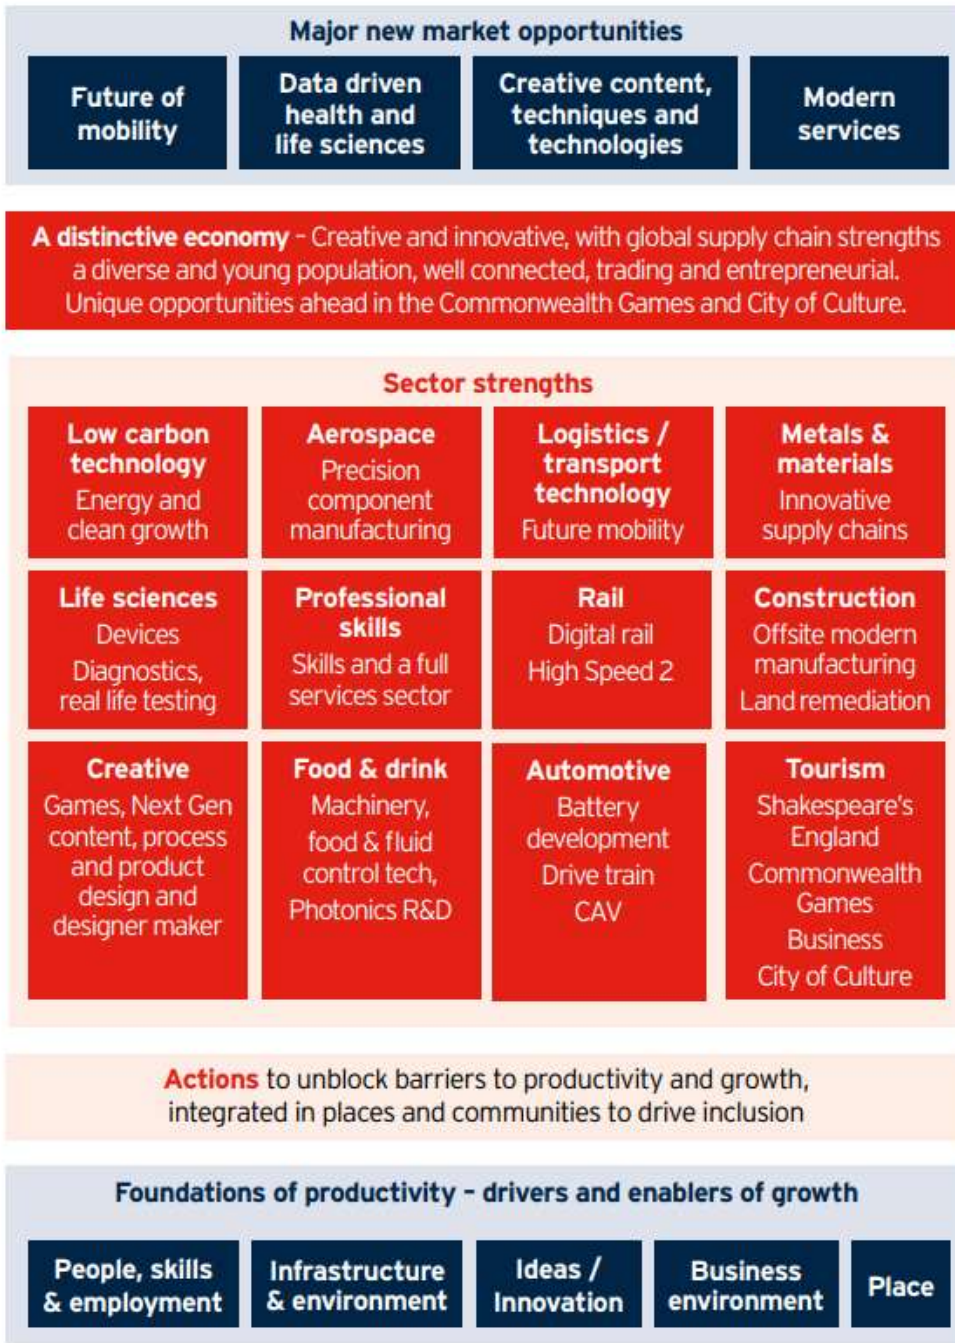 Major new market opportunities
Future of
mobility
Data driven
health and
life sciences
Creative content,
techniques and
technologies
Modern
services
A distinctive economy – Creative and innovative, with global supply chain strengths
a diverse and young population, well connected, trading and entrepreneurial.
Unique opportunities ahead in the Commonwealth Games and City of Culture.
Sector strengths
Low carbon
technology
Energy and
clean growth
Aerospace
Precision
component
manufacturing
Logistics /
transport
technology
Future mobility
Metals &
materials
Innovative
supply chains
Life sciences
Devices
Diagnostics,
real life testing
Professional
skills
Skills and a full
services sector
Rail
Digital rail
High Speed 2
Construction
Offsite modern
manufacturing
Land remediation
Creative
Games, Next Gen
content, process
and product
design and
designer maker
Food & drink
Machinery,
food & fluid
control tech,
Photonics R&D
Automotive
Battery
development
Drive train
CAV
Tourism
Shakespeare's
England
Commonwealth
Games
Business
City of Culture
Actions to unblock barriers to productivity and growth,
integrated in places and communities to drive inclusion
Foundations of productivity – drivers and enablers of growth
People, skills
& employment
Infrastructure
& environment
Ideas /
Innovation
Business
environment
Place